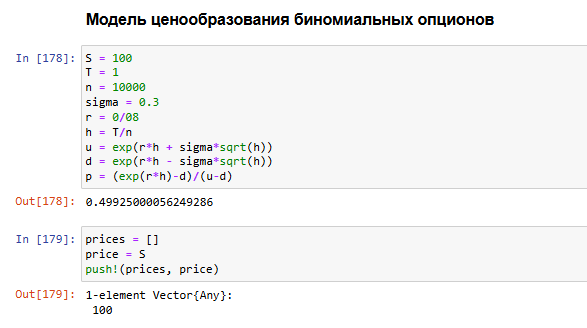 Модель ценообразования биномиальных опционов
In [178]: S = 100
T = 1
n = 10000
sigma = 0.3
r = 0/08
h = T/n
u = exp(r*h + sigma*sqrt(h))
d = exp(r*h - sigma*sqrt(h))
p = (exp(r*h)-d)/(u-d)
Out[178]: 0.49925000056249286
In [179]: prices = []
price = S
push!(prices, price)
Out[179]: 1-element Vector{Any}:
100